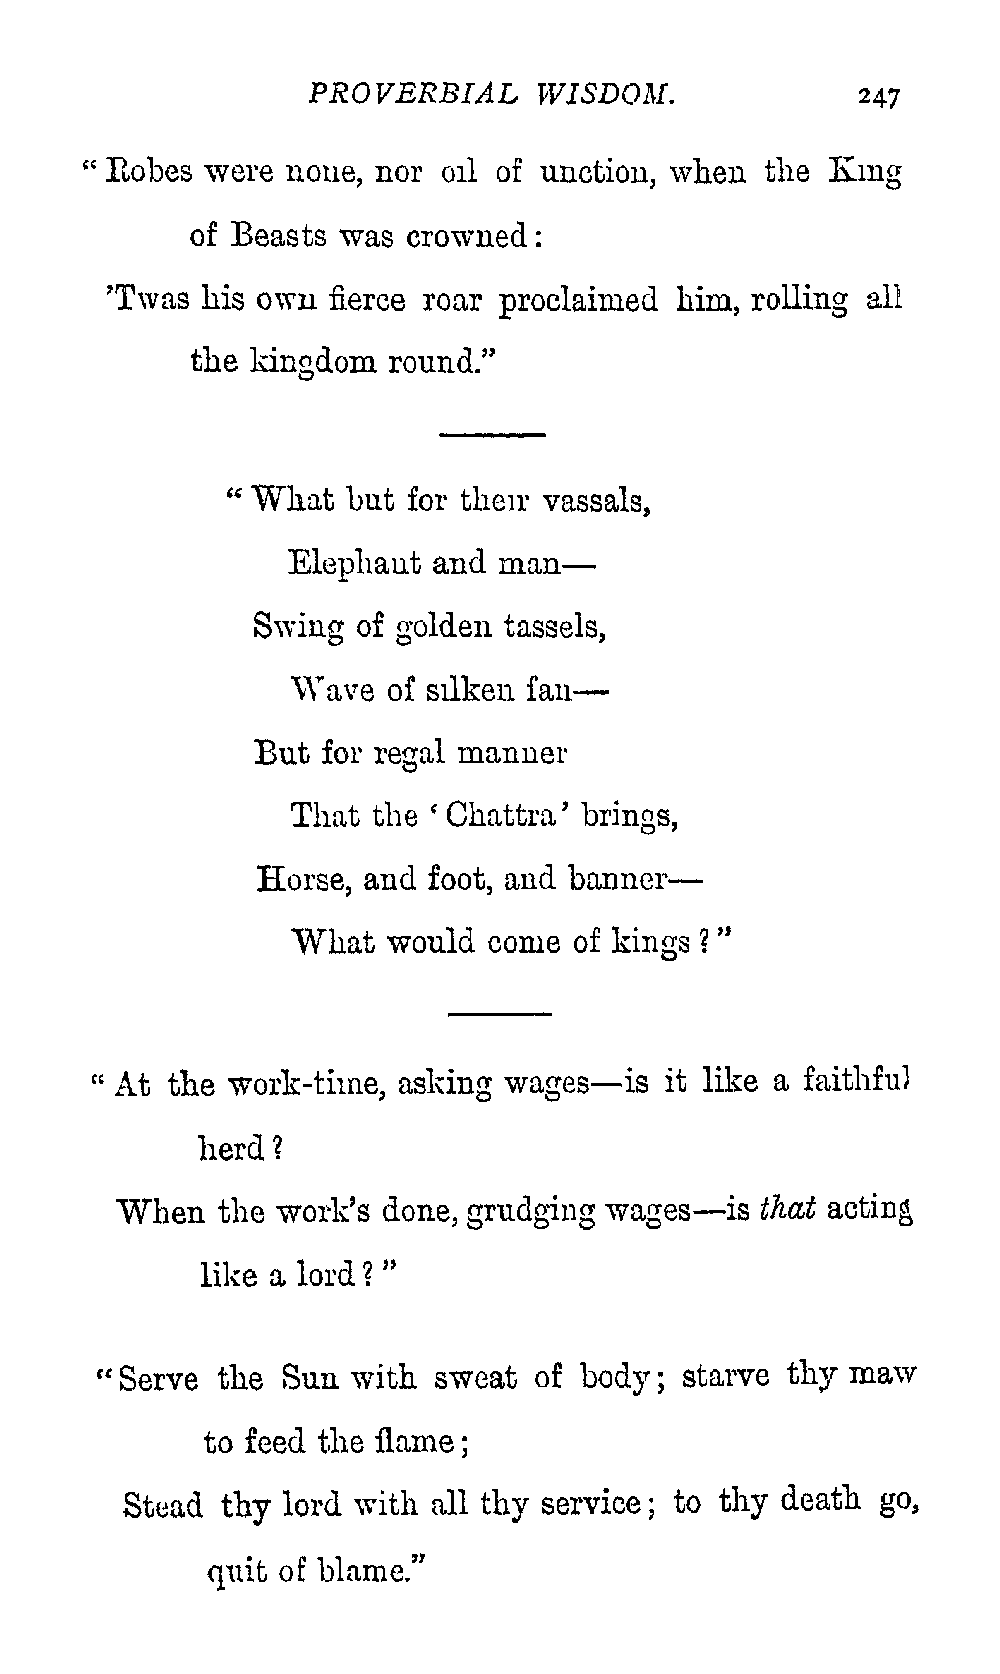 PROVERBIAL WISDOM. 247
“ Robes were none, nor oil of unction, when the King
of Beasts was crowned:
’Twas his own fierce roar proclaimed him, rolling all
the kingdom round.”
“ What but for their vassals,
Elephant and man—
Swing of golden tassels,
Wave of silken fan—
But for regal manner
That the ‘ Chattra’ brings,
Horse, and foot, and banner—
What would come of kings ? ”
“ At the work-time, asking wages—is it like a faithful
herd ?
When the work’s done, grudging wages—is that acting
like a lord ? ”
“ Serve the Sun with sweat of body; starve thy maw
to feed the flame;
Stead thy lord with all thy service; to thy death go,
quit of blame.”